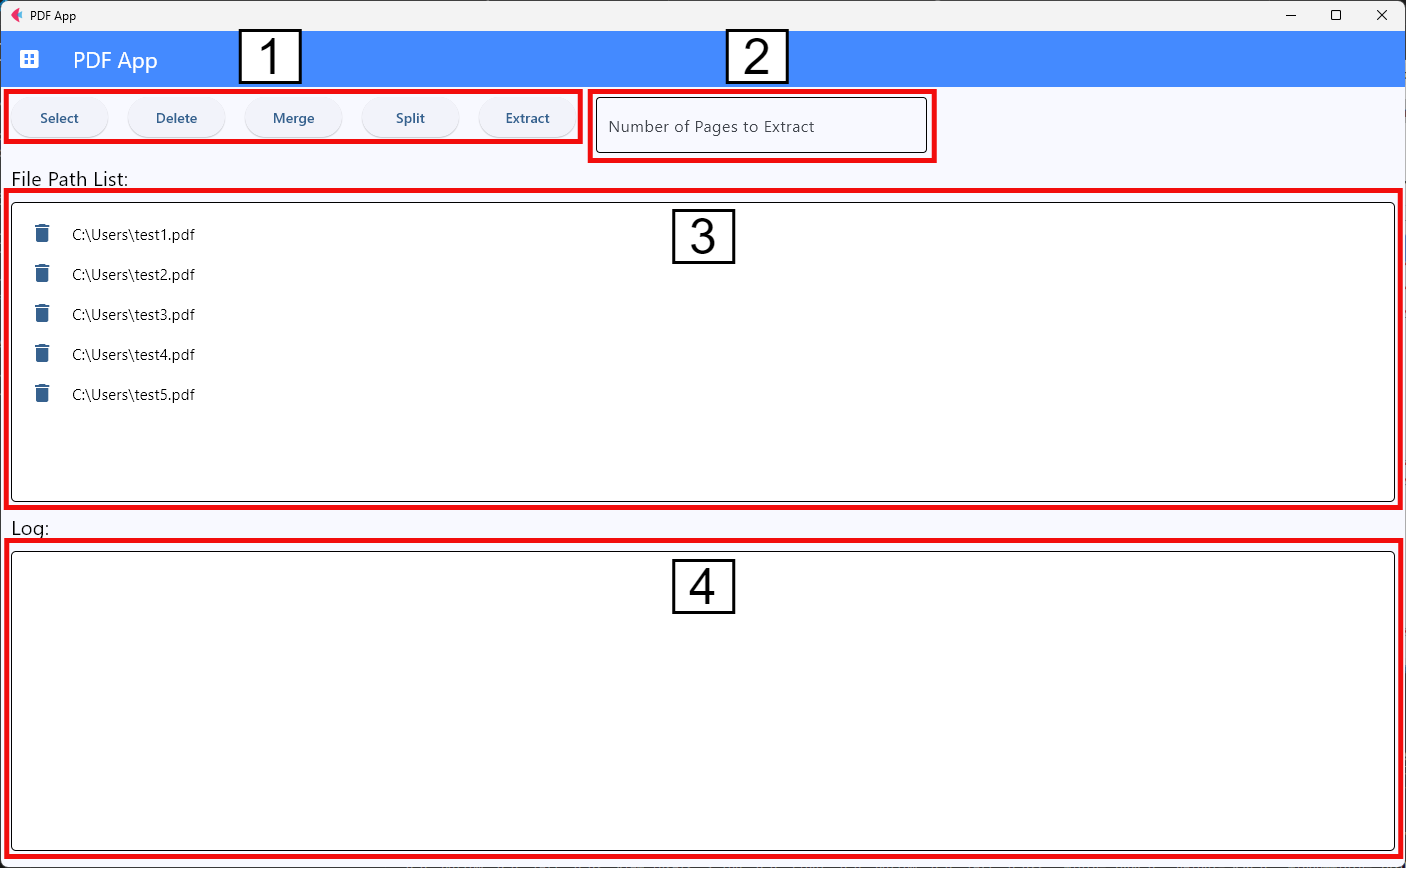 PDF App
PDF App
1
2
Select Delete Merge Split Extract
Number of Pages to Extract
File Path List:
3
C:\Users\test1.pdf
C:\Users\test2.pdf
C:\Users\test3.pdf
C:\Users\test4.pdf
C:\Users\test5.pdf
Log:
4